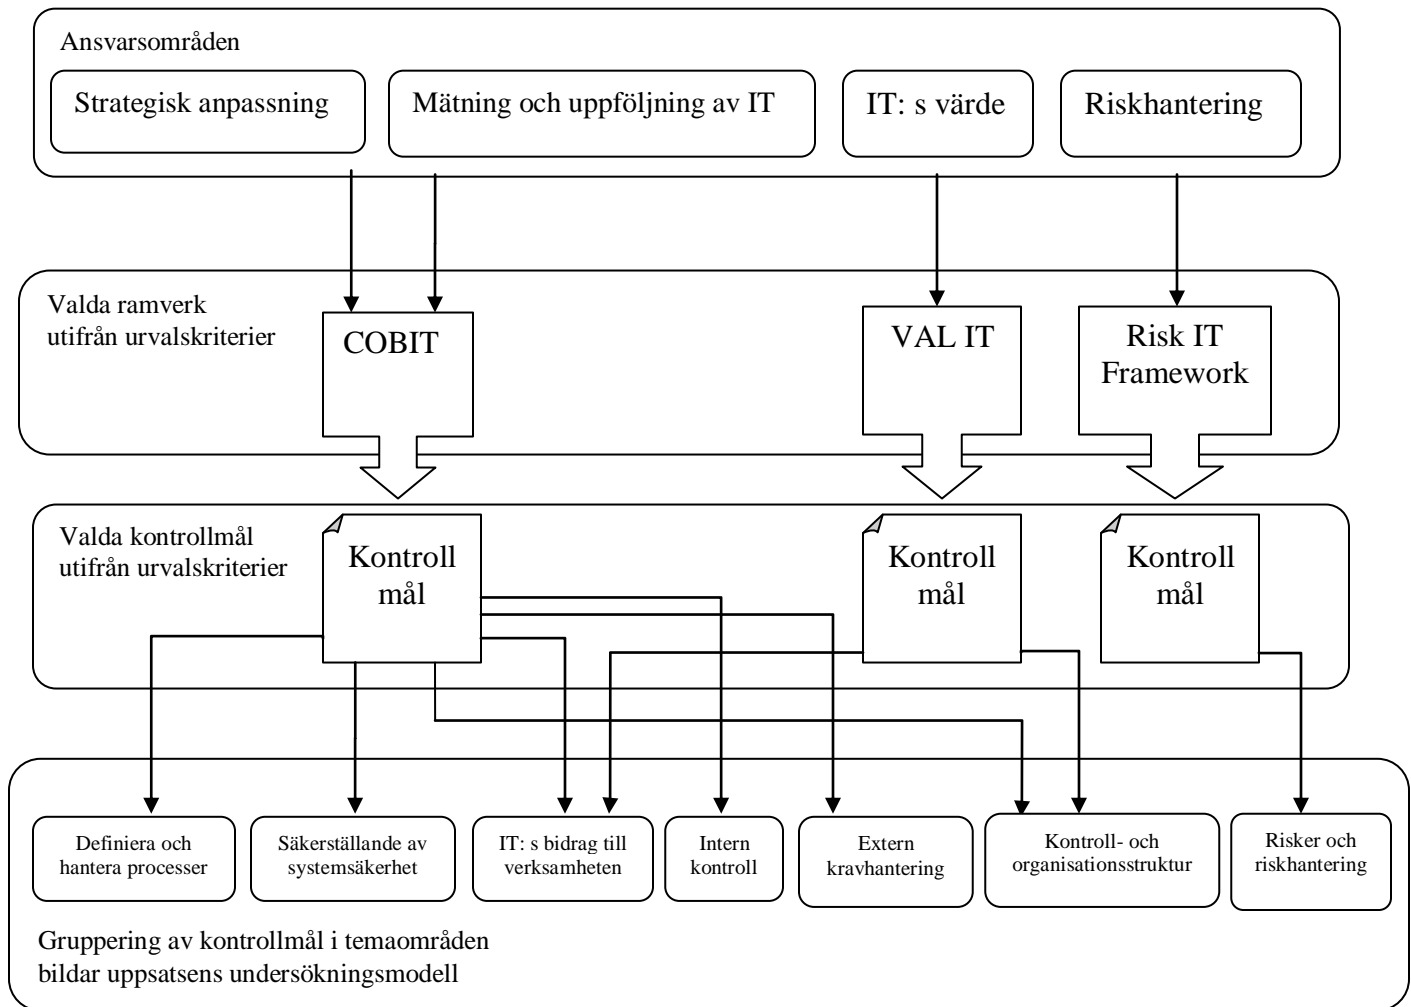 Ansvarsområden
Strategisk anpassning
Mätning och uppföljning av IT
IT: s värde
Riskhantering
Valda ramverk
utifrån urvalskriterier
COBIT
VAL IT
Risk IT
Framework
Valda kontrollmål
utifrån urvalskriterier
Kontroll
mål
Kontroll
mål
Kontroll
mål
Definiera och
hantera processer
Säkerställande av
systemsäkerhet
IT: s bidrag till
verksamheten
Intern
kontroll
Extern
kravhantering
Kontroll- och
organisationsstruktur
Risker och
riskhantering
Gruppering av kontrollmål i temaområden
bildar uppsatsens undersökningsmodell